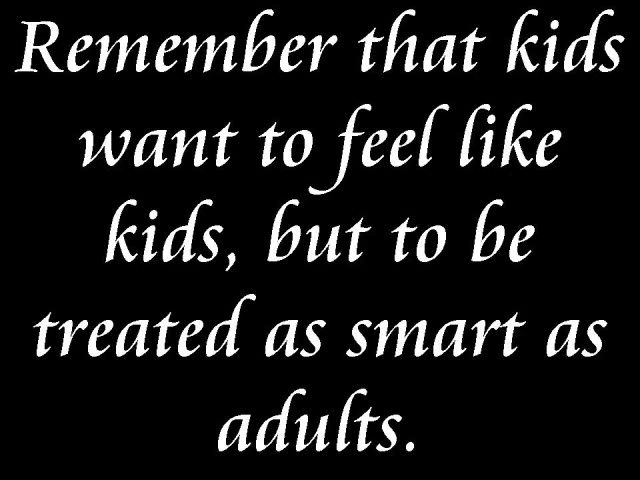 Remember that kids
want to feel like
kids, but to be
treated as smart as
adults.